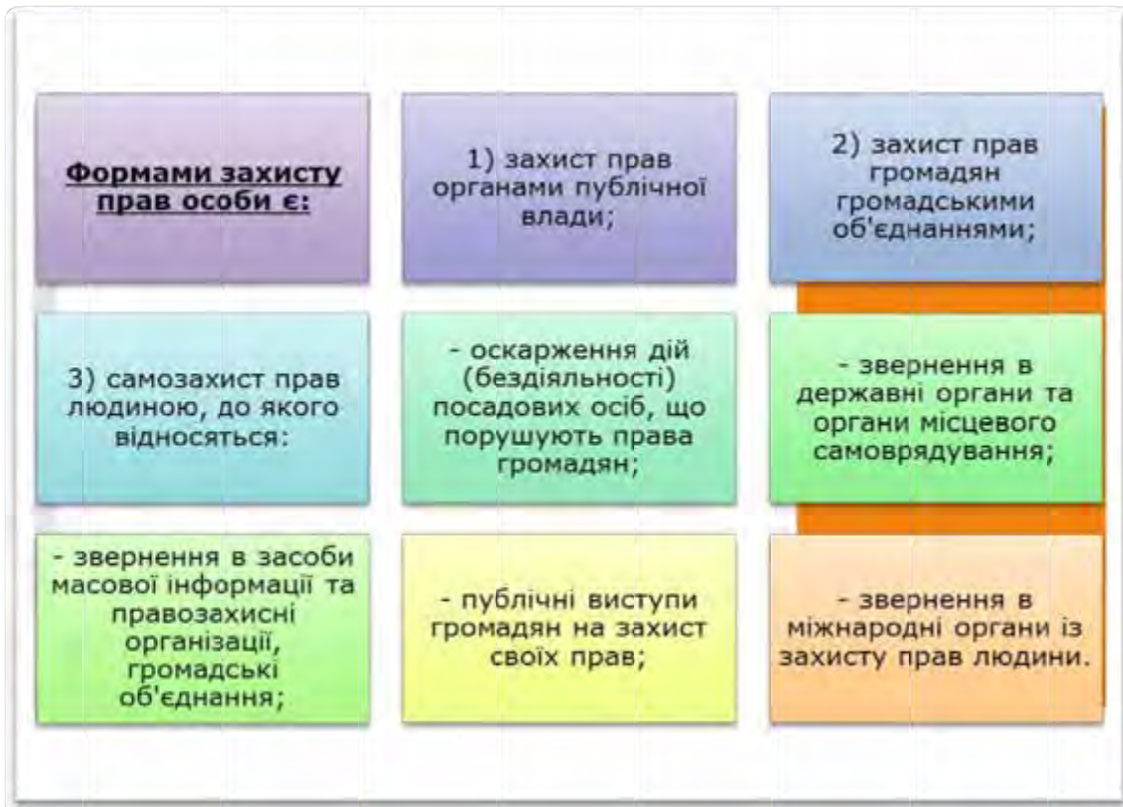 Формами захисту
прав особи є:
1) захист прав
органами публічної
влади;
2) захист прав
громадян
громадськими
об'єднаннями;
3) самозахист прав
людиною, до якого
відносяться:
- оскарження дій
(бездіяльності)
посадових осіб, що
порушують права
громадян;
- звернення в
державні органи та
органи місцевого
самоврядування;
- звернення в засоби
масової інформації та
правозахисні
організації,
громадські
об'єднання;
- публічні виступи
громадян на захист
своїх прав;
- звернення в
міжнародні органи із
захисту прав людини.